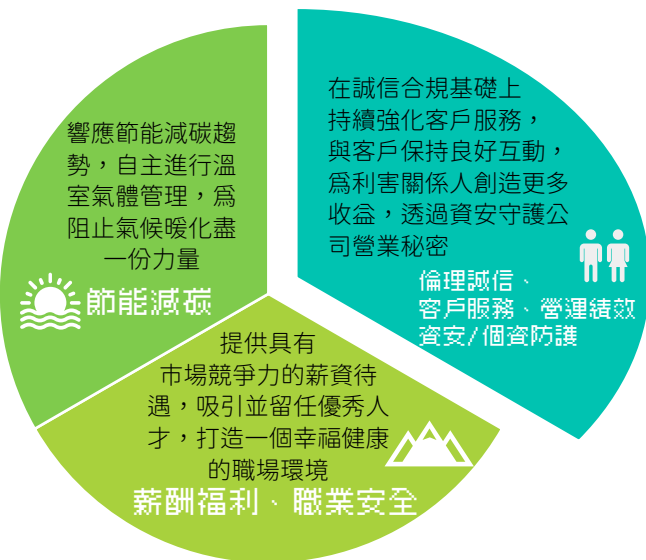 響應節能減碳趨
勢，自主進行溫
室氣體管理，為
阻止氣候暖化盡
一份力量
節能減碳
在誠信合規基礎上
持續強化客戶服務，
與客戶保持良好互動，
為利害關係人創造更多
收益，透過資安守護公
司營業秘密
倫理誠信、
客戶服務、營運績效
資安/個資防護
提供具有
市場競爭力的薪資待
遇，吸引並留任優秀人
才，打造一個幸福健康
的職場環境
薪酬福利、職業安全